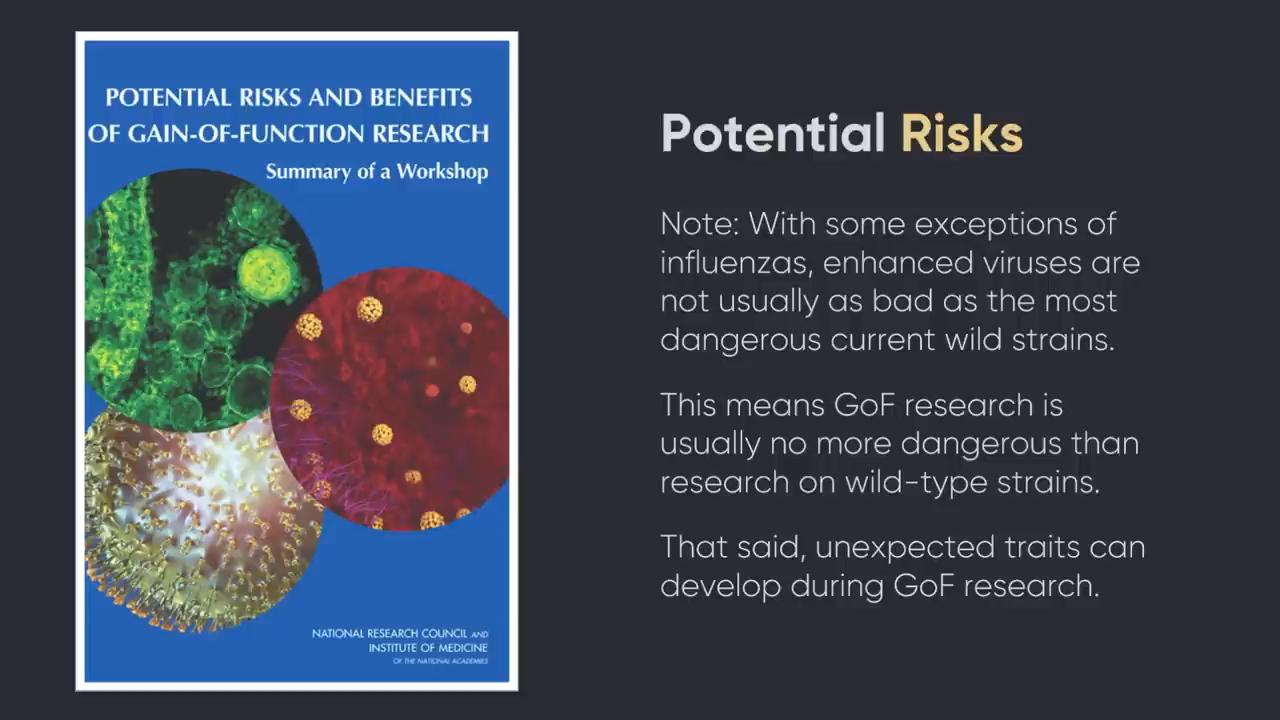 POTENTIAL RISKS AND BENEFITS
OF GAIN-OF-FUNCTION RESEARCH
Summary of a Workshop
NATIONAL RESEARCH COUNCIL AND
INSTITUTE OF MEDICINE
OF THE NATIONAL ACADEMIES
Potential Risks
Note: With some exceptions of
influenzas, enhanced viruses are
not usually as bad as the most
dangerous current wild strains.
This means GoF research is
usually no more dangerous than
research on wild-type strains.
That said, unexpected traits can
develop during GoF research.